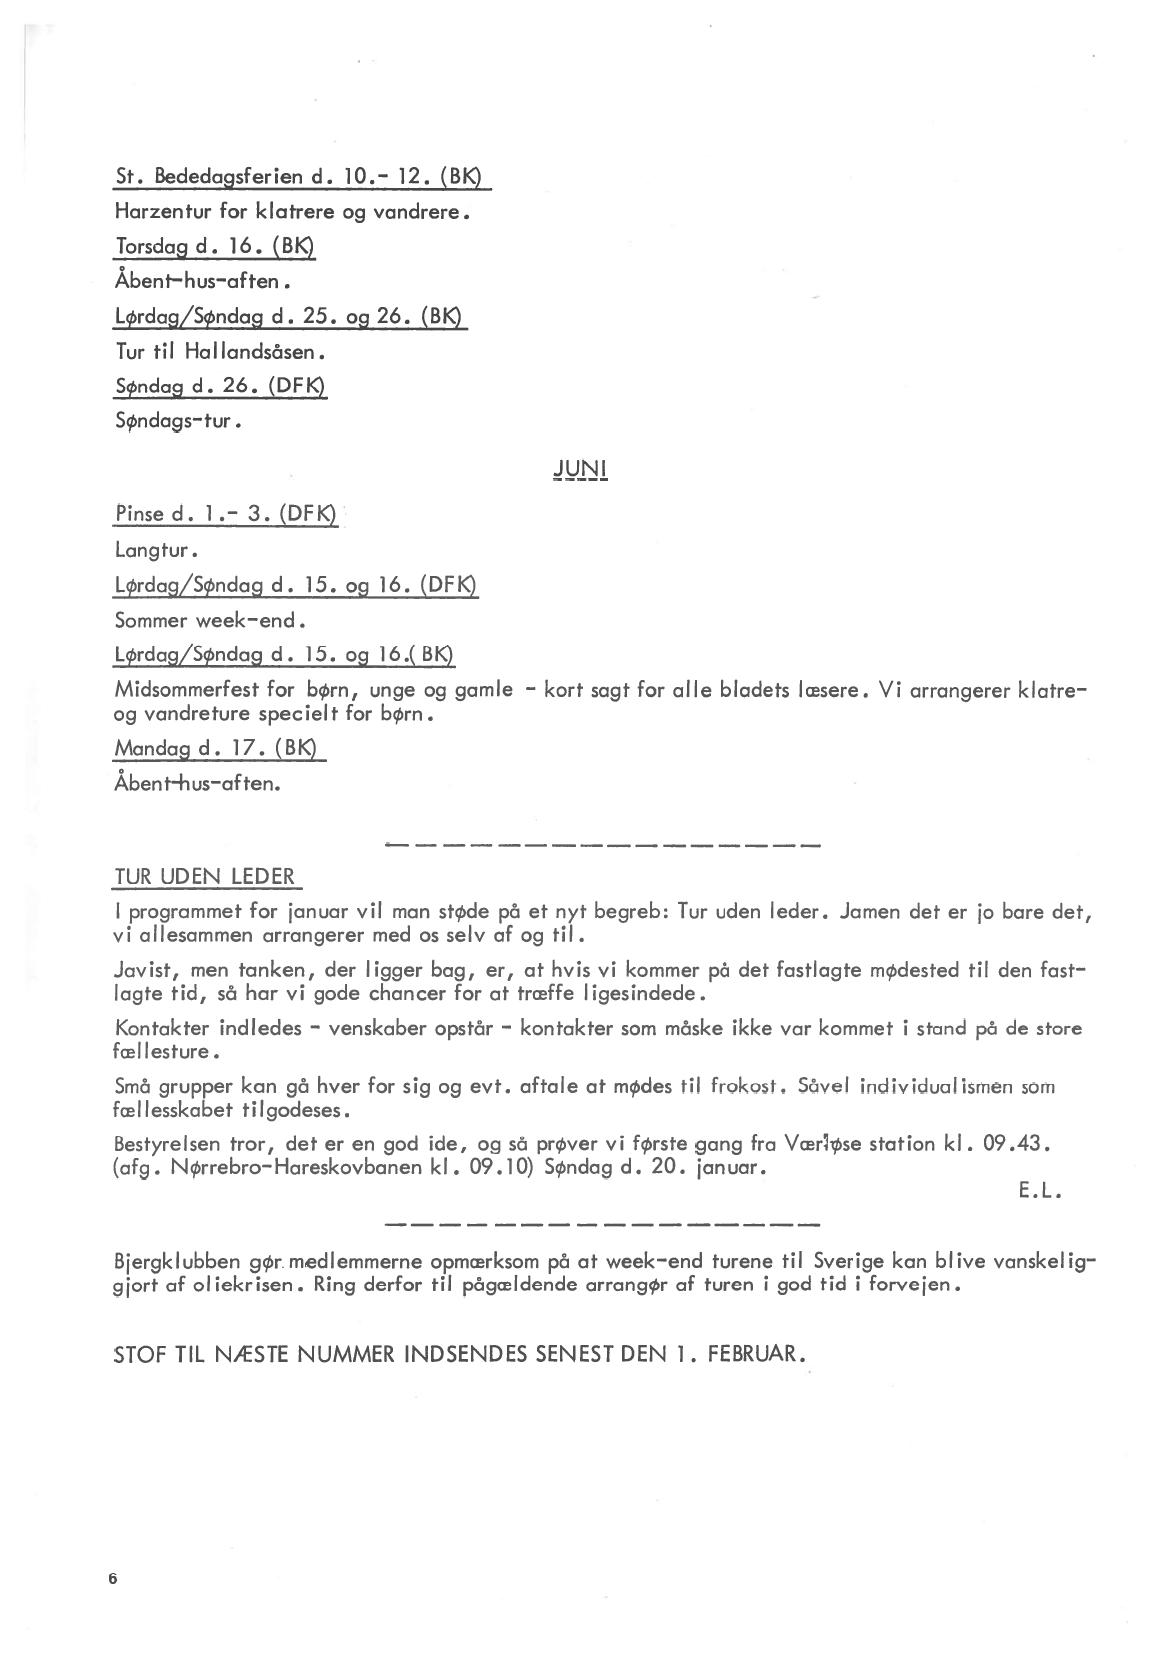 St. Bededagsferien d. 10.- 12. (BK)
Harzentur for klatrere og vandrere.
Torsdag d. 16. (BK)
Åbent-hus-aften.
Lørdag/Søndag d. 25. og 26. (BK)
Tur til Hallandsåsen.
Søndag d. 26. (DFK)
Søndags-tur.
JUNI
Pinse d. 1.- 3. (DFK)
Langtur.
Lørdag/Søndag d. 15. og 16. (DFK)
Sommer week-end.
Lørdag/Søndag d. 15. og 16.( BK)
Midsommerfest for børn, unge og gamle - kort sagt for alle bladets læsere. Vi arrangerer klatre-
og vandreture specielt for børn.
Mandag d. 17. (BK)
Åbent-hus-aften.
TUR UDEN LEDER
I programmet for januar vil man støde på et nyt begreb: Tur uden leder. Jamen det er jo bare det,
vi allesammen arrangerer med os selv af og til.
Javist, men tanken, der ligger bag, er, at hvis vi kommer på det fastlagte mødested til den fast-
lagte tid, så har vi gode chancer for at træffe ligesindede.
Kontakter indledes - venskaber opstår - kontakter som måske ikke var kommet i stand på de store
fællesture.
Små grupper kan gå hver for sig og evt. aftale at mødes til frokost. Såvel individualismen som
fællesskabet tilgodeses.
Bestyrelsen tror, det er en god ide, og så prøver vi første gang fra Værløse station kl. 09.43.
(afg. Nørrebro-Hareskovbanen kl. 09.10) Søndag d. 20. januar.
E.L.
Bjergklubben gør medlemmerne opmærksom på at week-end turene til Sverige kan blive vanskelig-
gjort af oliekrisen. Ring derfor til pågældende arrangør af turen i god tid i forvejen.
STOF TIL NÆSTE NUMMER INDSENDES SENEST DEN 1. FEBRUAR.
6